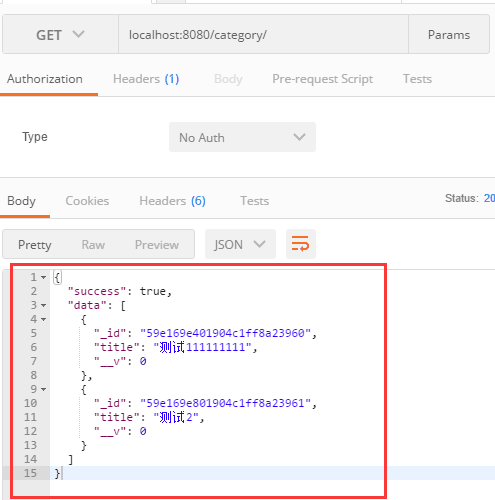 GET localhost:8080/category/ Params
Authorization Headers (1) Body Pre-request Script Tests
Type No Auth
Body Cookies Headers (6) Tests Status: 20
Pretty Raw Preview JSON
1 {
2 "success": true,
3 "data": [
4 {
5 "_id": "59e169e401904c1ff8a23960",
6 "title": "测试111111111",
7 "__v": 0
8 },
9 {
10 "_id": "59e169e801904c1ff8a23961",
11 "title": "测试2",
12 "__v": 0
13 }
14 ]
15 }